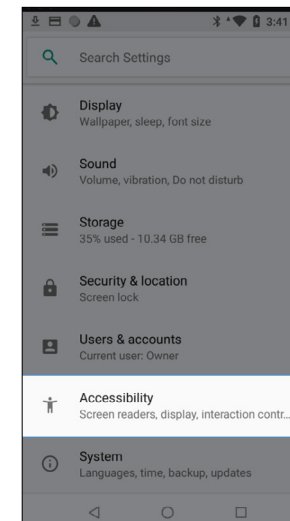 3:41
Search Settings
Display
Wallpaper, sleep, font size
Sound
Volume, vibration, Do not disturb
Storage
35% used - 10.34 GB free
Security & location
Screen lock
Users & accounts
Current user: Owner
Accessibility
Screen readers, display, interaction contr...
System
Languages, time, backup, updates